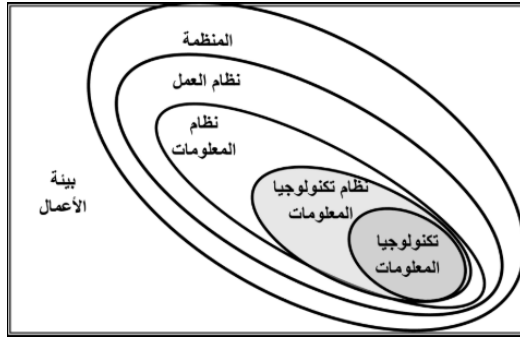 المنظمة
نظام العمل
نظام
المعلومات
نظام تكنولوجيا
المعلومات
تكنولوجيا
المعلومات
بيئة
الأعمال